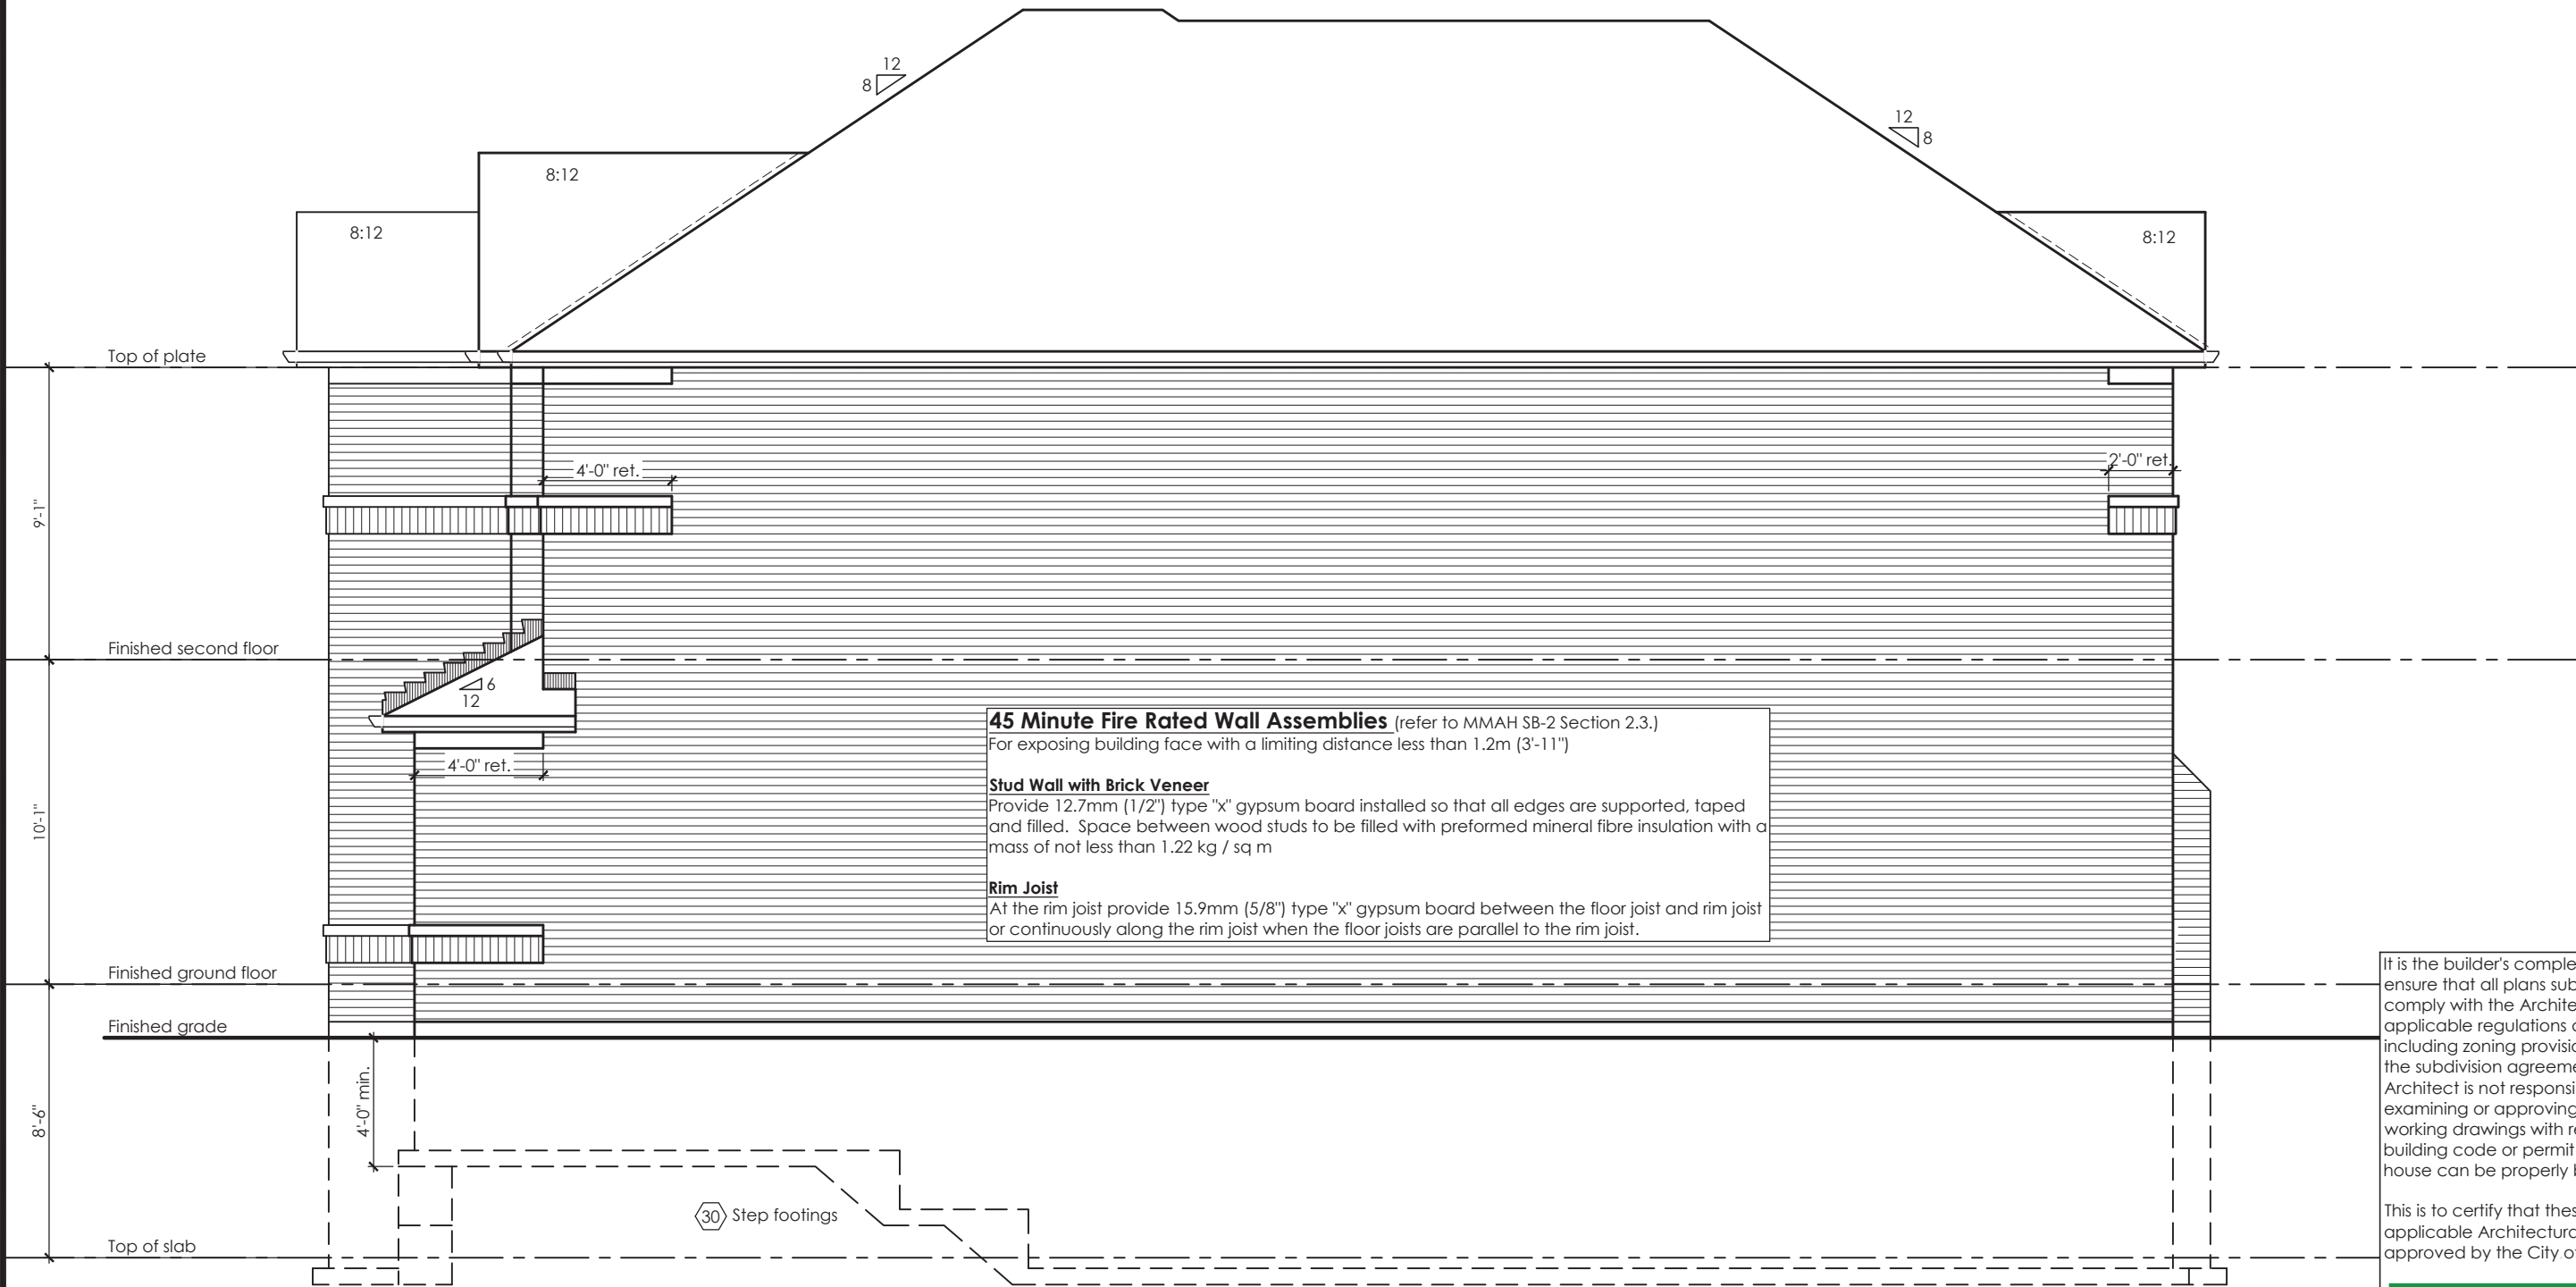 12
8
12
8
8:12
8:12
8:12
Top of plate
4'-0" ret.
2'-0" ret.
9'-1"
Finished second floor
6
12
4'-0" ret.
10'-1"
45 Minute Fire Rated Wall Assemblies (refer to MMAH SB-2 Section 2.3.)
For exposing building face with a limiting distance less than 1.2m (3'-11")
Stud Wall with Brick Veneer
Provide 12.7mm (1/2") type "x" gypsum board installed so that all edges are supported, taped
and filled. Space between wood studs to be filled with preformed mineral fibre insulation with a
mass of not less than 1.22 kg / sq m
Rim Joist
At the rim joist provide 15.9mm (5/8") type "x" gypsum board between the floor joist and rim joist
or continuously along the rim joist when the floor joists are parallel to the rim joist.
Finished ground floor
Finished grade
4'-0" min.
8'-6"
30 Step footings
Top of slab
It is the builder's
ensure that all plans
comply with the
applicable regulations
including zoning
the subdivision
Architect is not
examining or approving
working drawings with
building code or permit
house can be properly
This is to certify that
applicable
approved by the City